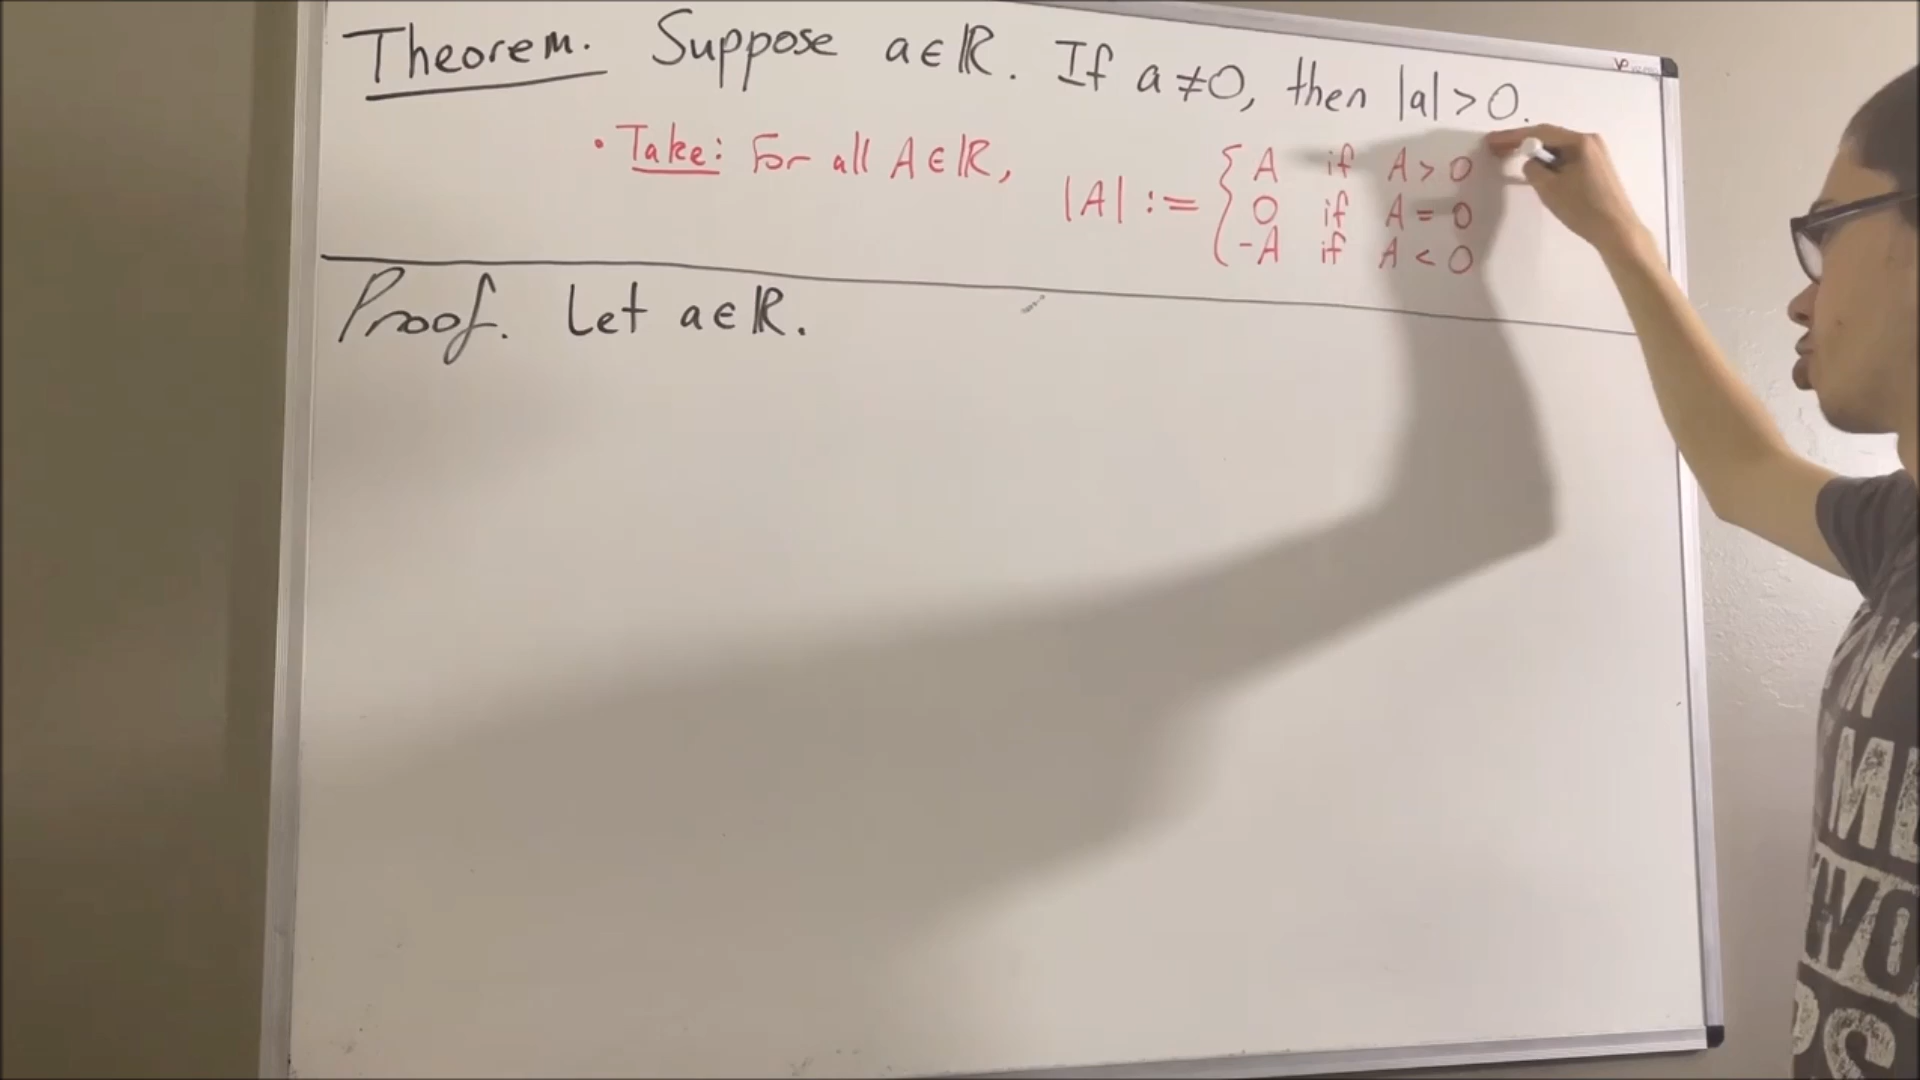 Theorem. Suppose a∈ℝ. If a≠0, then |a|>0.
• Take: For all A∈ℝ, |A| := { A if A>0
0 if A=0
-A if A<0
Proof. Let a∈ℝ.